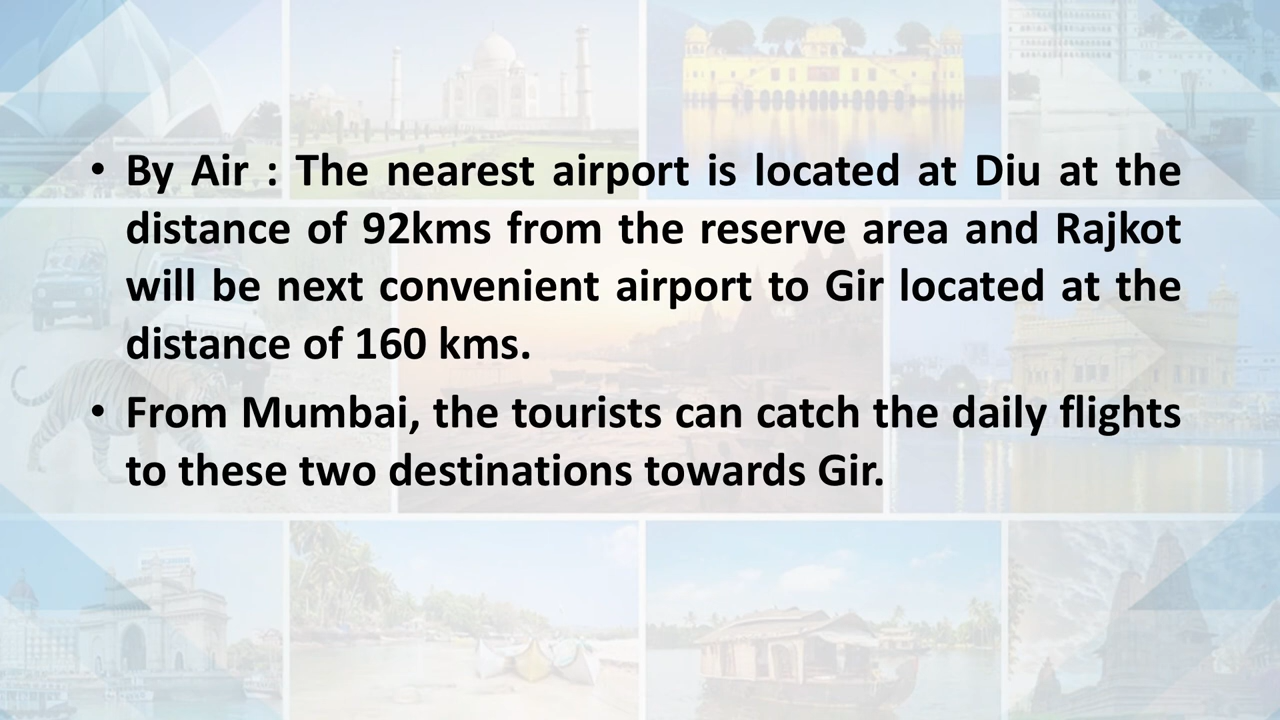 • By Air : The nearest airport is located at Diu at the
distance of 92kms from the reserve area and Rajkot
will be next convenient airport to Gir located at the
distance of 160 kms.
• From Mumbai, the tourists can catch the daily flights
to these two destinations towards Gir.